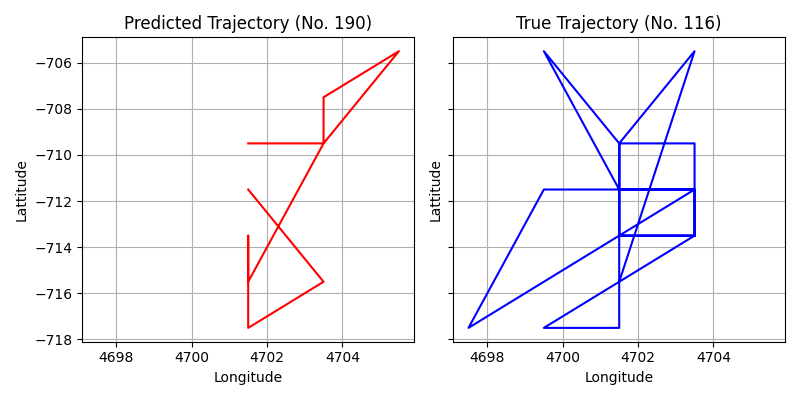 Predicted Trajectory (No. 190)
True Trajectory (No. 116)
−706
−708
−710
−712
−714
−716
−718
Lattitude
Lattitude
4698
4700
4702
4704
4698
4700
4702
4704
Longitude
Longitude